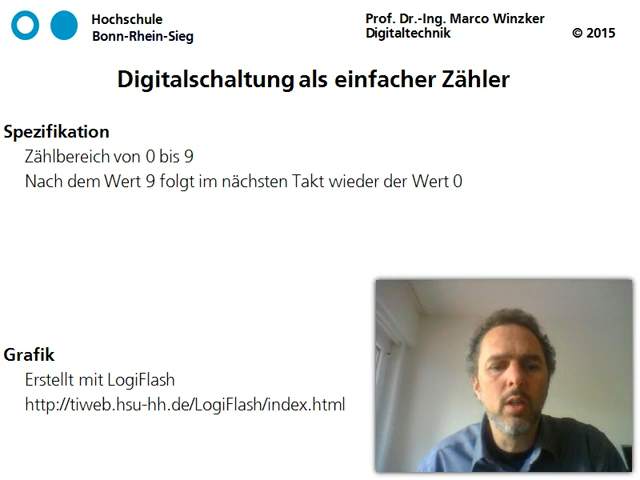 Hochschule
Bonn-Rhein-Sieg
Prof. Dr.-Ing. Marco Winzker
Digitaltechnik © 2015
Digitalschaltung als einfacher Zähler
Spezifikation
Zählbereich von 0 bis 9
Nach dem Wert 9 folgt im nächsten Takt wieder der Wert 0
Grafik
Erstellt mit LogiFlash
http://tiweb.hsu-hh.de/LogiFlash/index.html